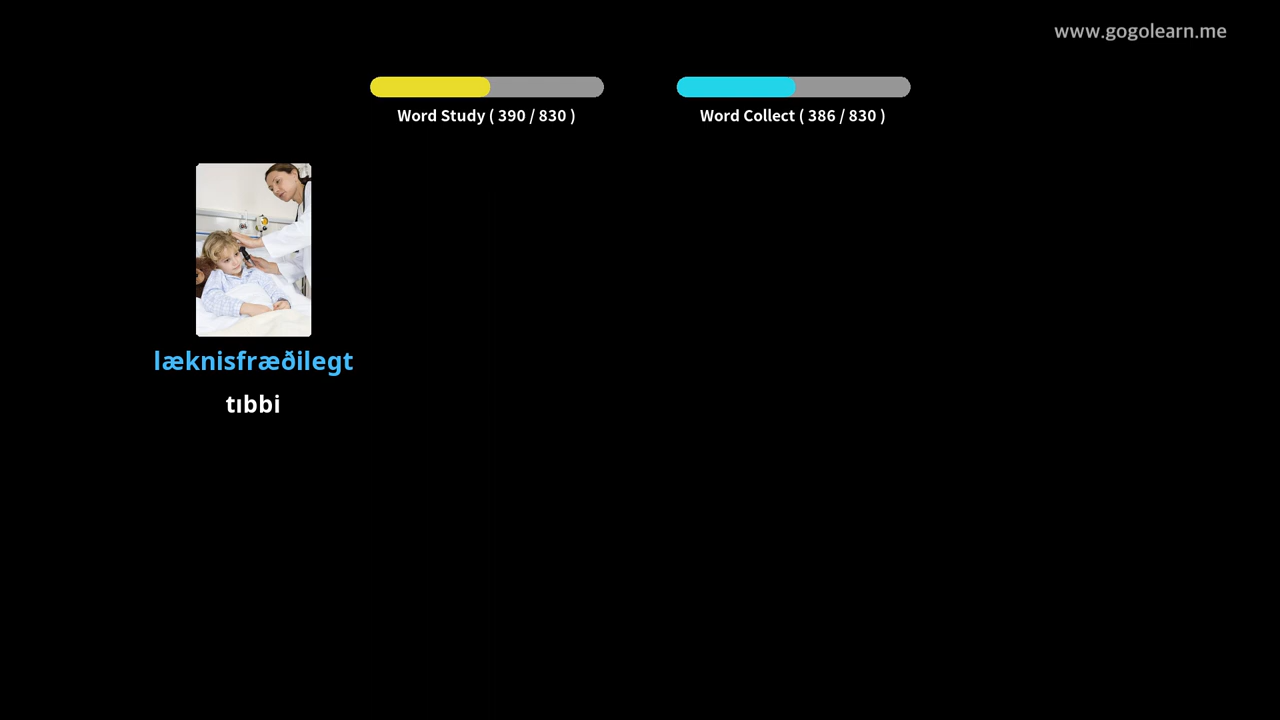 www.gogolearn.me
Word Study ( 390 / 830 )
Word Collect ( 386 / 830 )
læknisfræðilegt
tıbbi